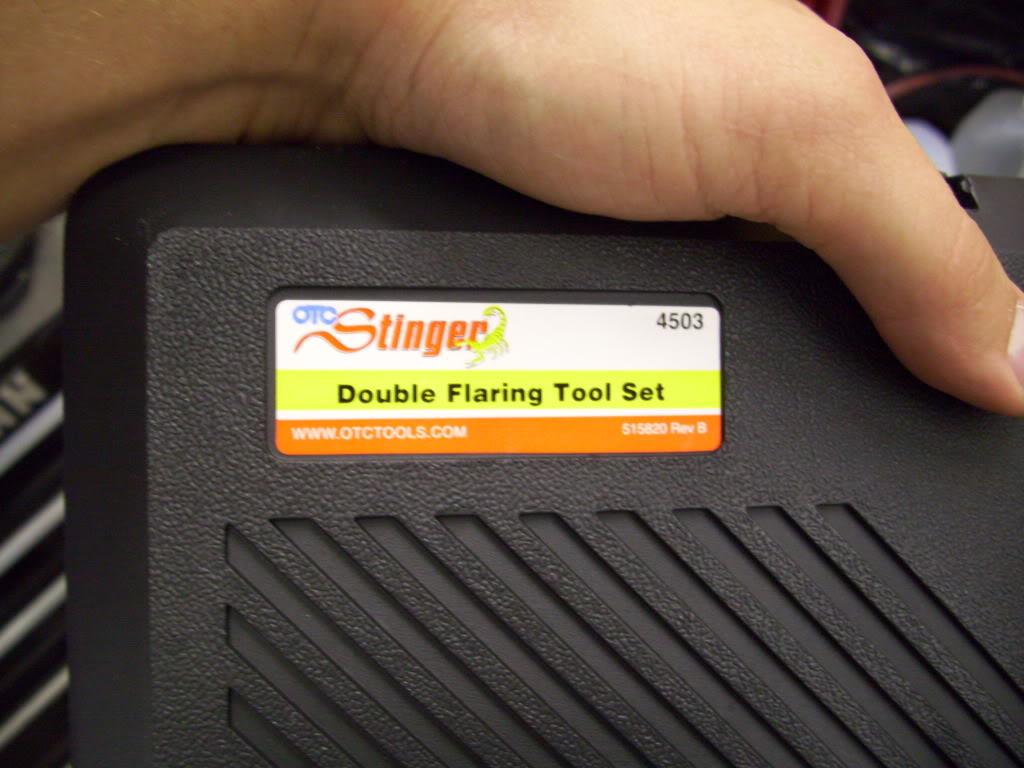 OTC Stinger
4503
Double Flaring Tool Set
WWW.OTCTOOLS.COM
515820 Rev B